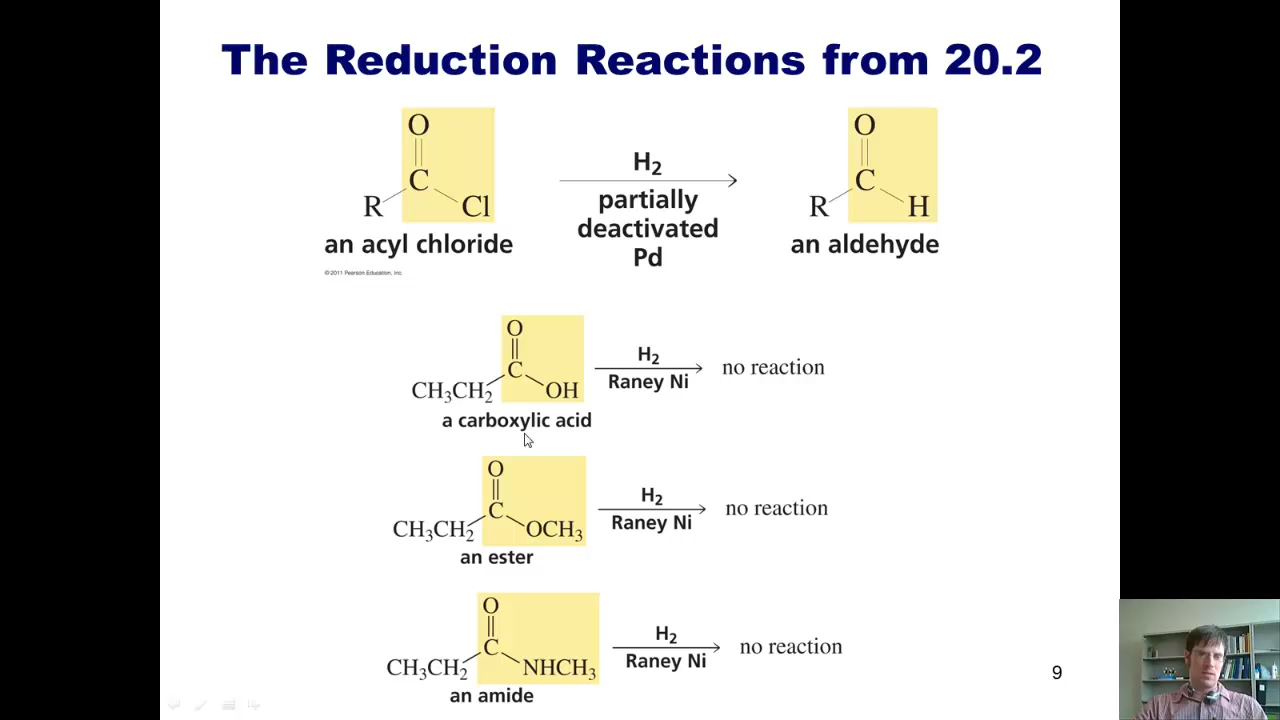 The Reduction Reactions from 20.2
O
C
R
Cl
an acyl chloride
© 2011 Pearson Education, Inc.
H₂
partially
deactivated
Pd
O
C
R
H
an aldehyde
O
C
CH₃CH₂
OH
a carboxylic acid
H₂
Raney Ni
no reaction
O
C
CH₃CH₂
OCH₃
an ester
H₂
Raney Ni
no reaction
O
C
CH₃CH₂
NHCH₃
an amide
H₂
Raney Ni
no reaction
9